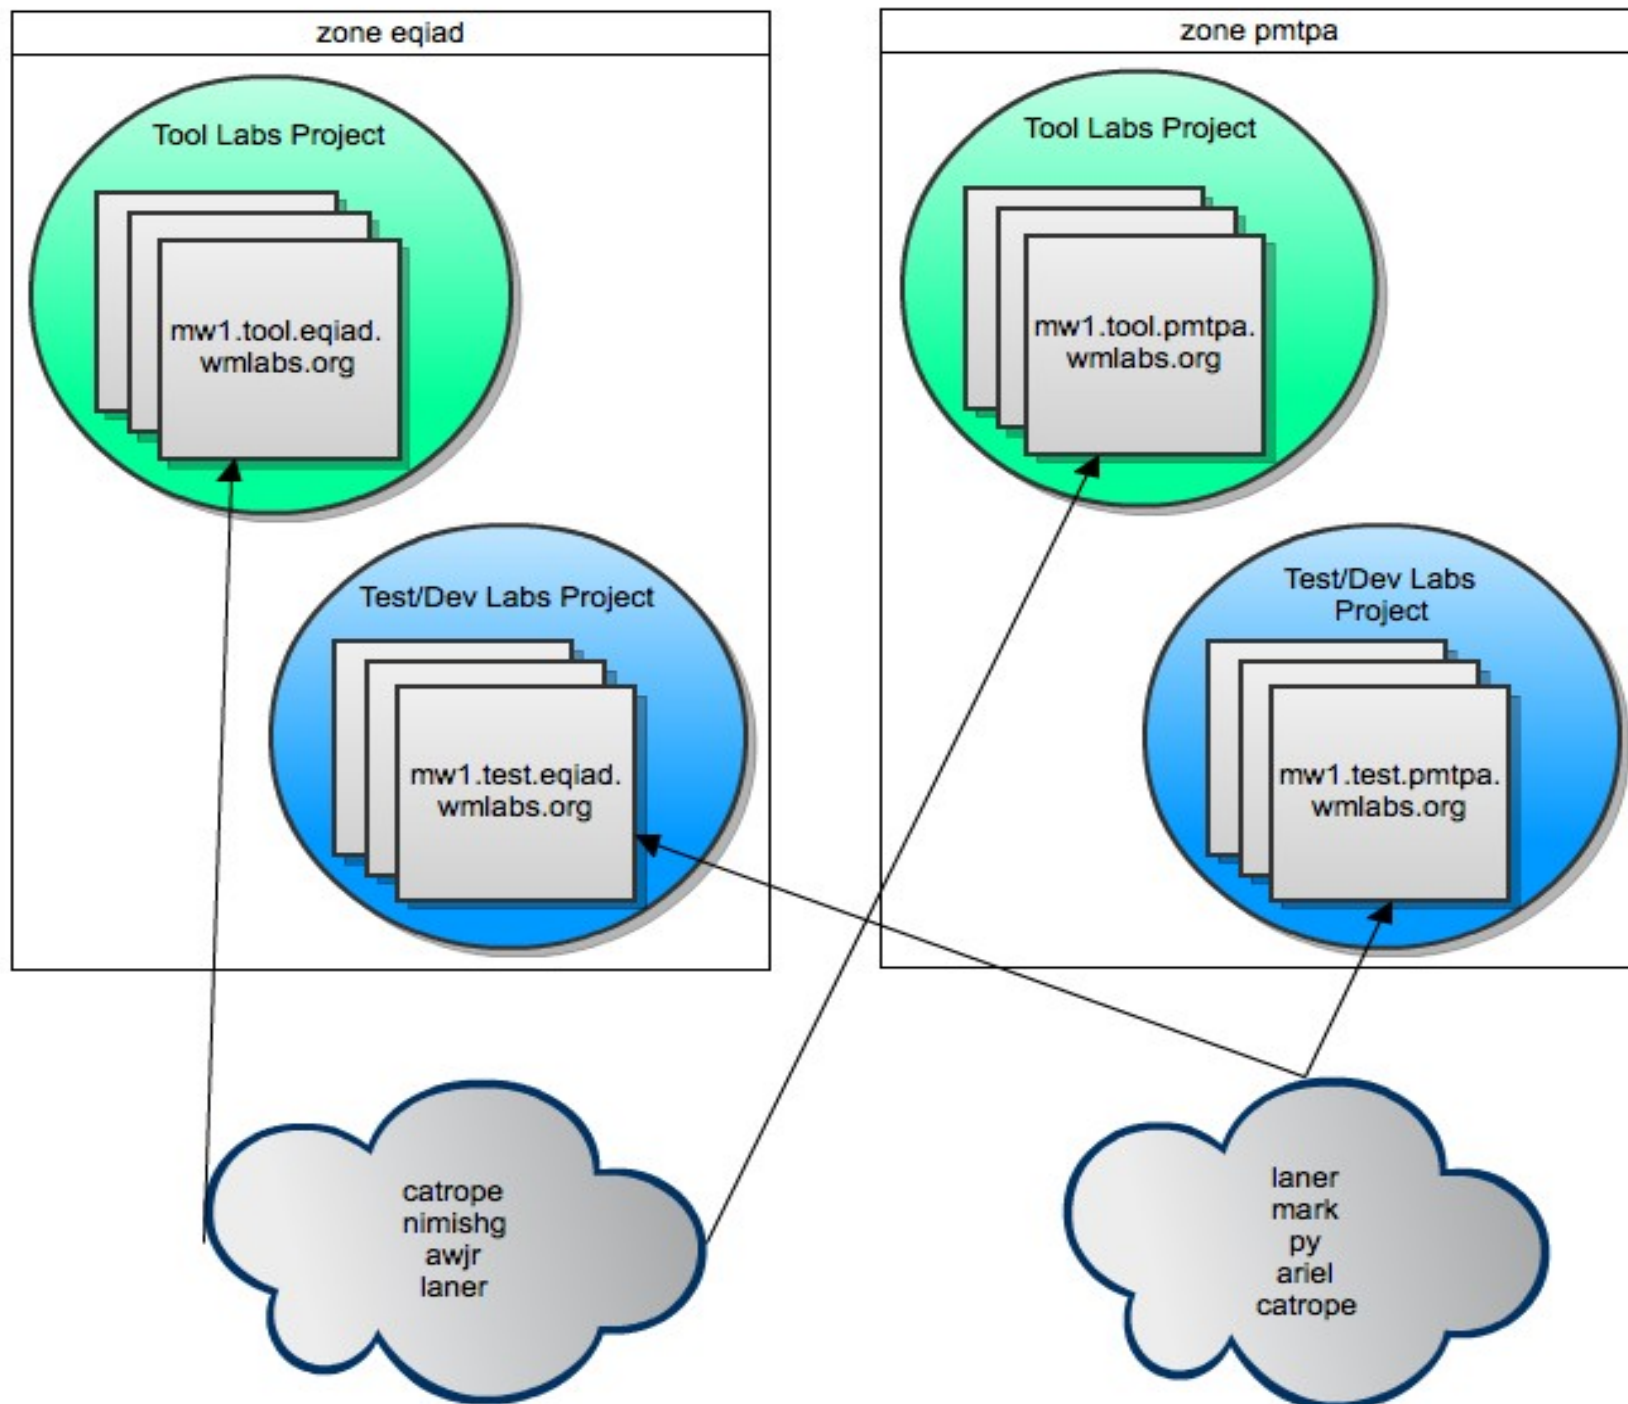 zone eqiad
Tool Labs Project
mw1.tool.eqiad.
wmlabs.org
Test/Dev Labs Project
mw1.test.eqiad.
wmlabs.org
zone pmtpa
Tool Labs Project
mw1.tool.pmtpa.
wmlabs.org
Test/Dev Labs
Project
mw1.test.pmtpa.
wmlabs.org
catrope
nimishg
awjr
laner
laner
mark
py
ariel
catrope